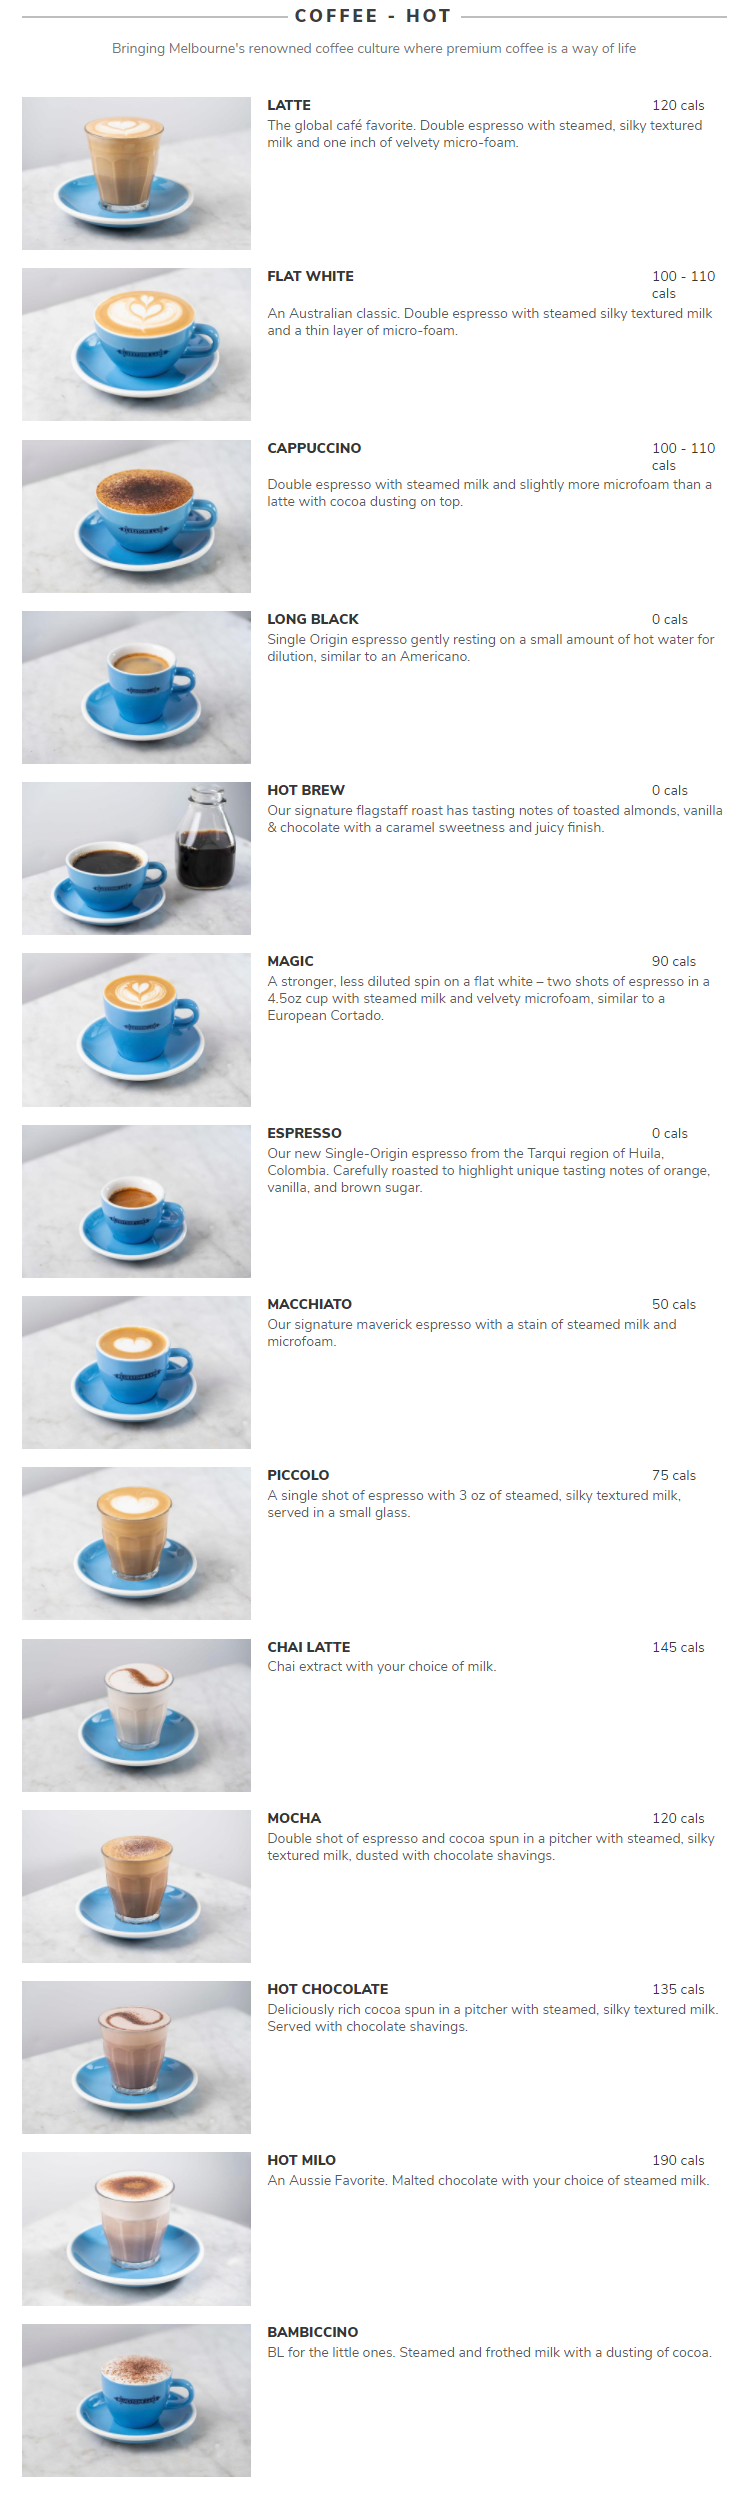 COFFEE - HOT
Bringing Melbourne's renowned coffee culture where premium coffee is a way of life
LATTE 120 cals
The global café favorite. Double espresso with steamed, silky textured
milk and one inch of velvety micro-foam.
FLAT WHITE 100 - 110
cals
An Australian classic. Double espresso with steamed silky textured milk
and a thin layer of micro-foam.
CAPPUCCINO 100 - 110
cals
Double espresso with steamed milk and slightly more microfoam than a
latte with cocoa dusting on top.
LONG BLACK 0 cals
Single Origin espresso gently resting on a small amount of hot water for
dilution, similar to an Americano.
HOT BREW 0 cals
Our signature flagstaff roast has tasting notes of toasted almonds, vanilla
& chocolate with a caramel sweetness and juicy finish.
MAGIC 90 cals
A stronger, less diluted spin on a flat white – two shots of espresso in a
4.5oz cup with steamed milk and velvety microfoam, similar to a
European Cortado.
ESPRESSO 0 cals
Our new Single-Origin espresso from the Tarqui region of Huila,
Colombia. Carefully roasted to highlight unique tasting notes of orange,
vanilla, and brown sugar.
MACCHIATO 50 cals
Our signature maverick espresso with a stain of steamed milk and
microfoam.
PICCOLO 75 cals
A single shot of espresso with 3 oz of steamed, silky textured milk,
served in a small glass.
CHAI LATTE 145 cals
Chai extract with your choice of milk.
MOCHA 120 cals
Double shot of espresso and cocoa spun in a pitcher with steamed, silky
textured milk, dusted with chocolate shavings.
HOT CHOCOLATE 135 cals
Deliciously rich cocoa spun in a pitcher with steamed, silky textured milk.
Served with chocolate shavings.
HOT MILO 190 cals
An Aussie Favorite. Malted chocolate with your choice of steamed milk.
BAMBICCINO
BL for the little ones. Steamed and frothed milk with a dusting of cocoa.